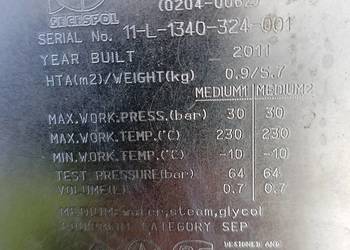 SECESPOL
(0204-0062)
SERIAL No. 11-L-1340-324-001
YEAR BUILT 2011
HTA(m2)/WEIGHT(kg) 0.9/5.7
MEDIUM1 MEDIUM2
MAX.WORK.PRESS.(bar) 30 30
MAX.WORK.TEMP.(°C) 230 230
MIN.WORK.TEMP.(°C) -10 -10
TEST PRESSURE(bar) 64 64
VOLUME(L) 0.7 0.7
MEDIUM: water,steam,glycol
EQUIPMENT CATEGORY SEP
DESIGNED AND